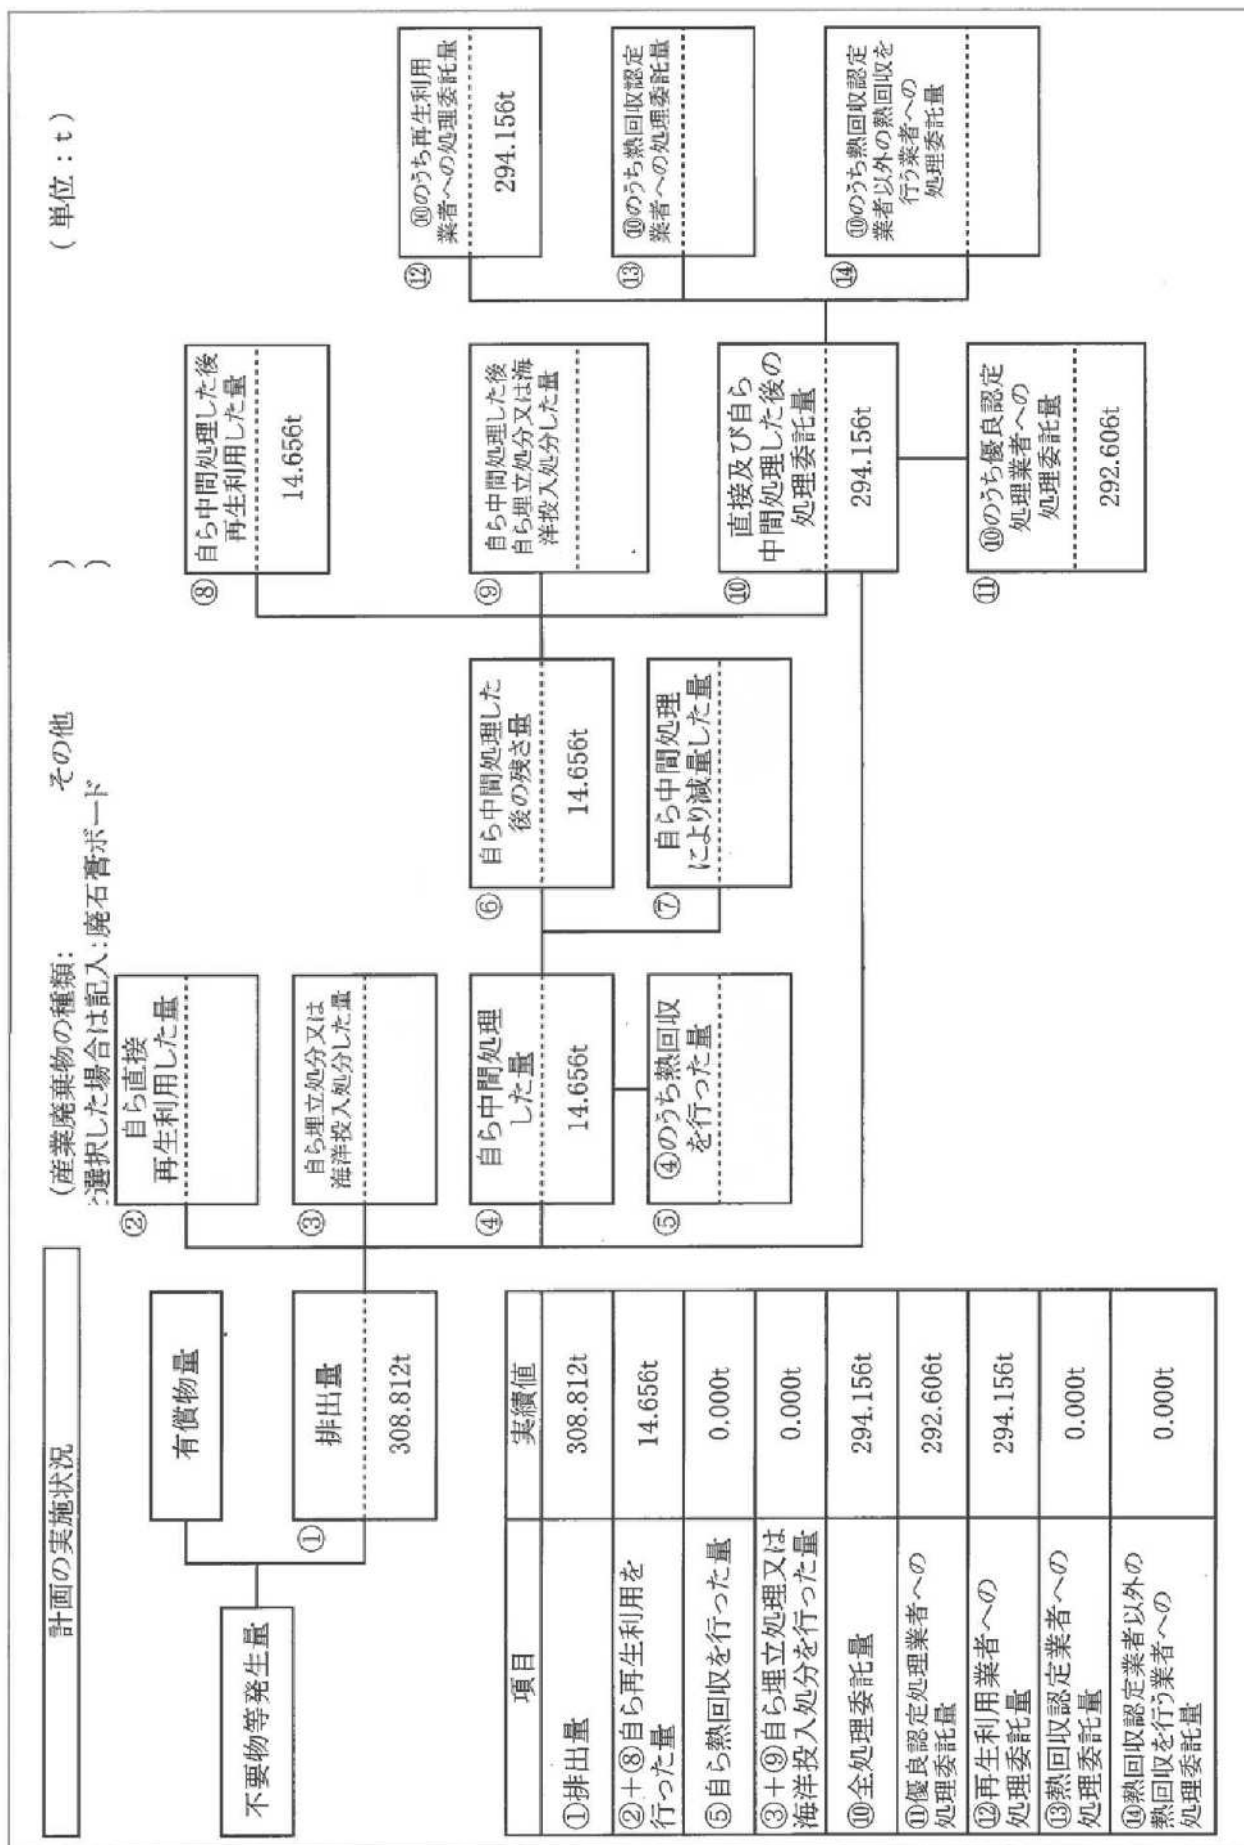 計画の実施状況
(産業廃棄物の種類: その他 )
選択した場合は記入:廃石膏ボード )
(単位:t)
不要物等発生量
有償物量
①
排出量
308.812t
②
自ら直接
再生利用した量
③
自ら埋立処分又は
海洋投入処分した量
④
自ら中間処理
した量
14.656t
⑤
④のうち熱回収
を行った量
⑥
自ら中間処理した
後の残さ量
14.656t
⑦
自ら中間処理
により減量した量
⑧
自ら中間処理した後
再生利用した量
14.656t
⑨
自ら中間処理した後
自ら埋立処分又は海
洋投入処分した量
⑩
直接及び自ら
中間処理した後の
処理委託量
294.156t
⑪
⑩のうち優良認定
処理業者への
処理委託量
292.606t
⑫
⑩のうち再生利用
業者への処理委託量
294.156t
⑬
⑩のうち熱回収認定
業者への処理委託量
⑭
⑩のうち熱回収認定
業者以外の熱回収を
行う業者への
処理委託量
項目 実績値
①排出量 308.812t
②+⑧自ら再生利用を
行った量 14.656t
⑤自ら熱回収を行った量 0.000t
③+⑨自ら埋立処理又は
海洋投入処分を行った量 0.000t
⑩全処理委託量 294.156t
⑪優良認定処理業者への
処理委託量 292.606t
⑫再生利用業者への
処理委託量 294.156t
⑬熱回収認定業者への
処理委託量 0.000t
⑭熱回収認定業者以外の
熱回収を行う業者への
処理委託量 0.000t